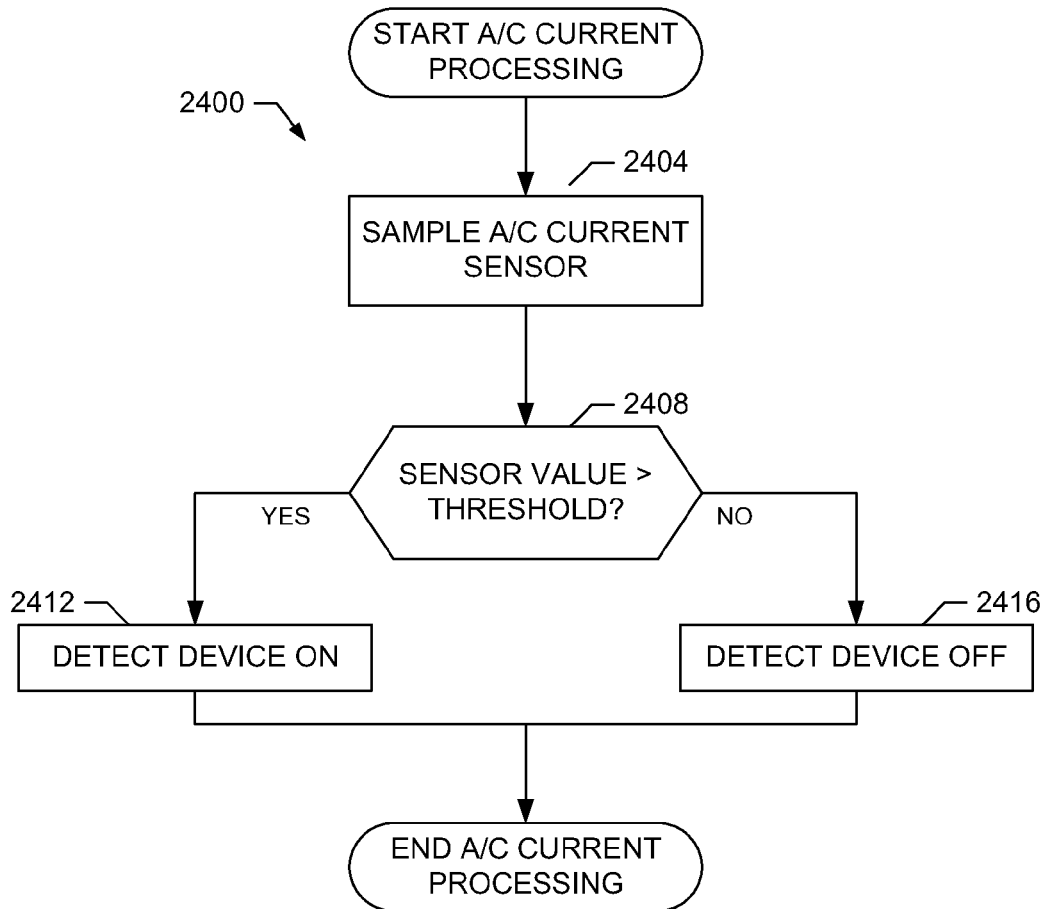 START A/C CURRENT
PROCESSING
2400
2404
SAMPLE A/C CURRENT
SENSOR
2408
SENSOR VALUE >
THRESHOLD?
YES
NO
2412
2416
DETECT DEVICE ON
DETECT DEVICE OFF
END A/C CURRENT
PROCESSING